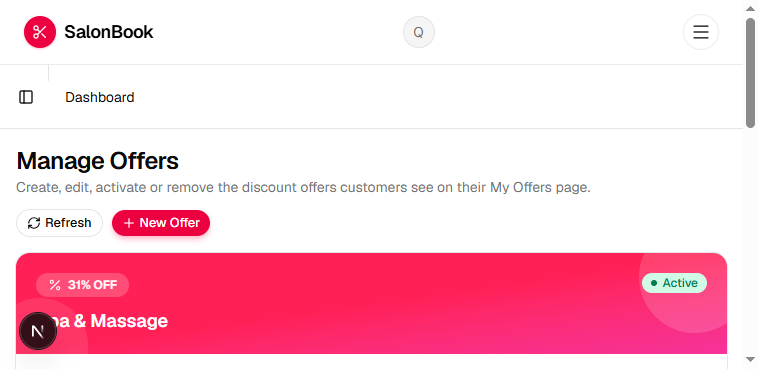 SalonBook
Q
Dashboard
Manage Offers
Create, edit, activate or remove the discount offers customers see on their My Offers page.
Refresh
+ New Offer
% 31% OFF
Active
& Massage
N